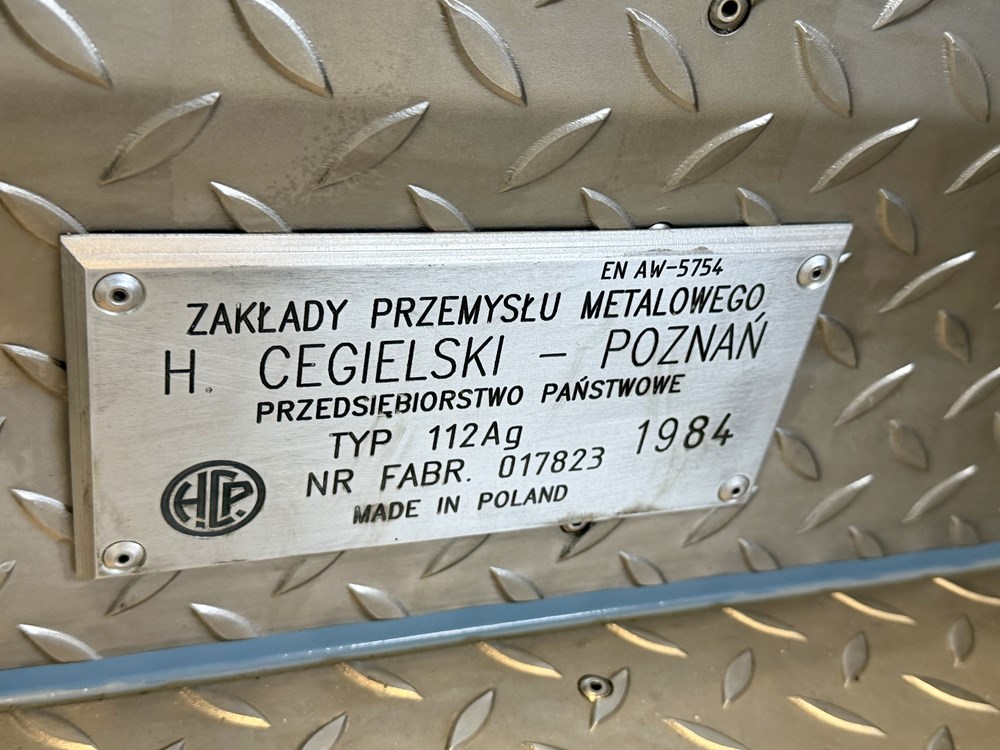 EN AW-5754
ZAKŁADY PRZEMYSŁU METALOWEGO
H. CEGIELSKI – POZNAŃ
PRZEDSIĘBIORSTWO PAŃSTWOWE
TYP 112Ag 1984
NR FABR. 017823
MADE IN POLAND
H.C.P.